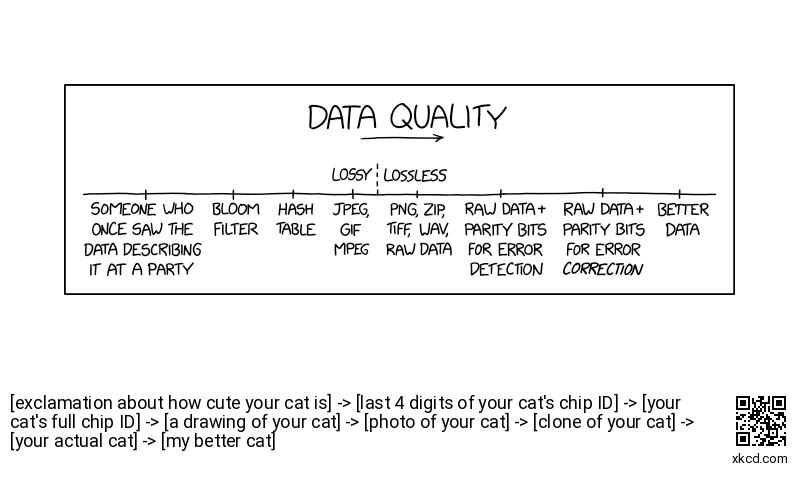 DATA QUALITY
LOSSY LOSSLESS
SOMEONE WHO
ONCE SAW THE
DATA DESCRIBING
IT AT A PARTY
BLOOM
FILTER
HASH
TABLE
JPEG,
GIF
MPEG
PNG, ZIP,
TIFF, WAV,
RAW DATA
RAW DATA+
PARITY BITS
FOR ERROR
DETECTION
RAW DATA+
PARITY BITS
FOR ERROR
CORRECTION
BETTER
DATA
[exclamation about how cute your cat is] -> [last 4 digits of your cat's chip ID] -> [your
cat's full chip ID] -> [a drawing of your cat] -> [photo of your cat] -> [clone of your cat] ->
[your actual cat] -> [my better cat]
xkcd.com